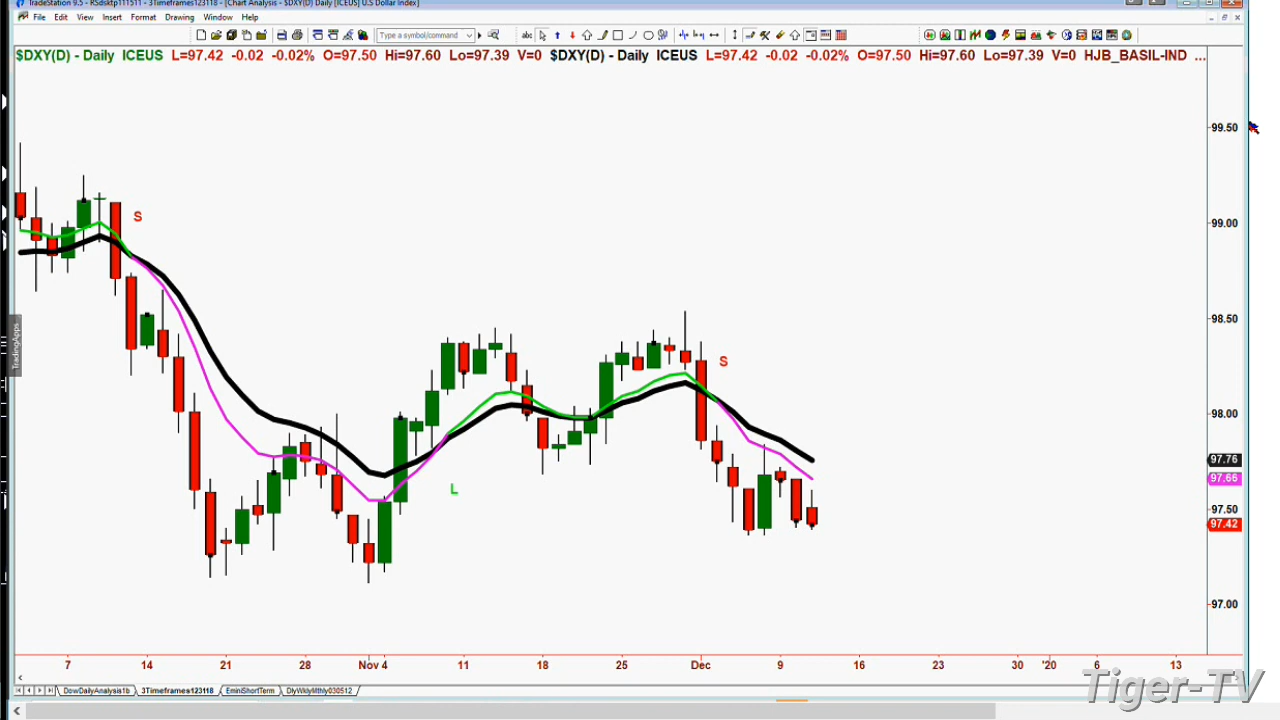 TradeStation 9.5 - RSdsktp111511 - 3Timeframes123118 - [Chart Analysis - $DXY(D) Daily [ICEUS] U.S Dollar Index]
File Edit View Insert Format Drawing Window Help
Type a symbol/command
abc
$DXY(D) - Daily ICEUS L=97.42 -0.02 -0.02% O=97.50 Hi=97.60 Lo=97.39 V=0 $DXY(D) - Daily ICEUS L=97.42 -0.02 -0.02% O=97.50 Hi=97.60 Lo=97.39 V=0 HJB_BASIL-IND ...
99.50
S
99.00
98.50
TradingApps
S
98.00
97.76
97.66
L
97.50
97.42
97.00
7 14 21 28 Nov 4 11 18 25 Dec 9 16 23 30 '20 6 13
DowDailyAnalysis1b 3Timeframes123118 EminiShortTerm DlyWklyMthly030512
Tiger-TV